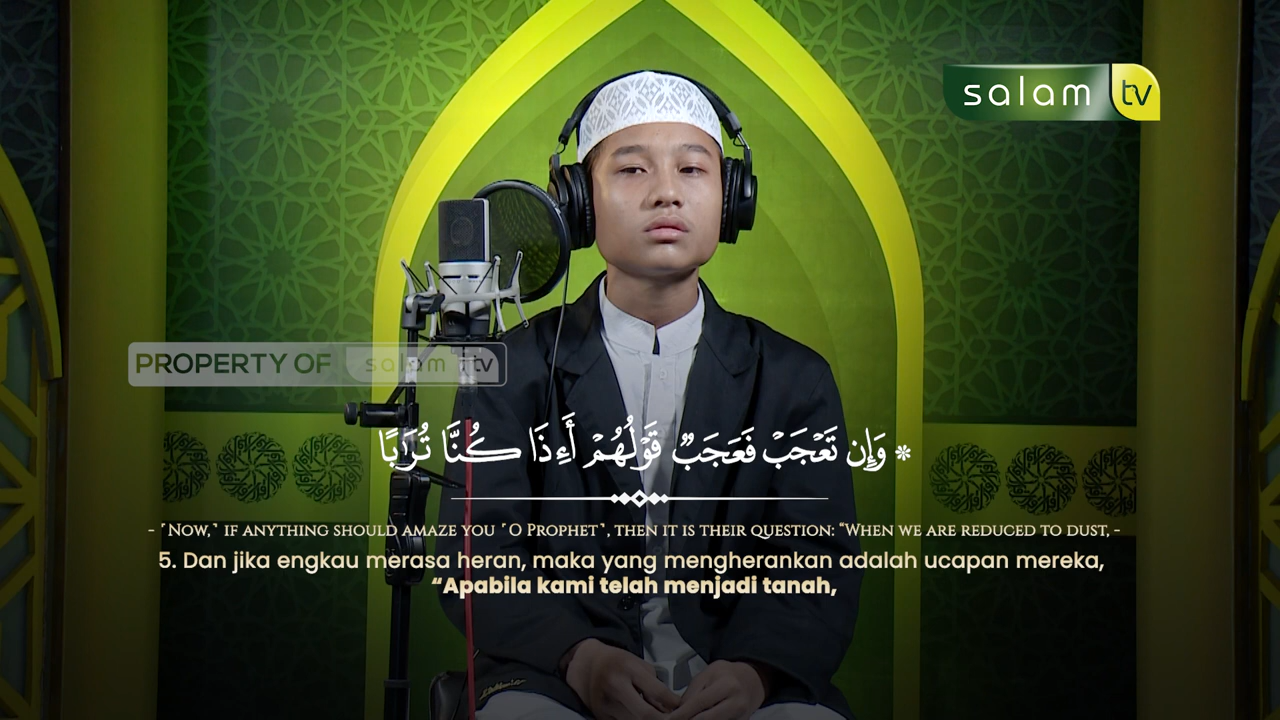 salam tv
PROPERTY OF salam tv
۞ وَإِن تَعْجَبْ فَعَجَبٌ قَوْلُهُمْ أَءِذَا كُنَّا تُرَٰبًا
- ˹Now,˺ if anything should amaze you ˹O Prophet˺, then it is their question: “When we are reduced to dust, -
5. Dan jika engkau merasa heran, maka yang mengherankan adalah ucapan mereka,
“Apabila kami telah menjadi tanah,